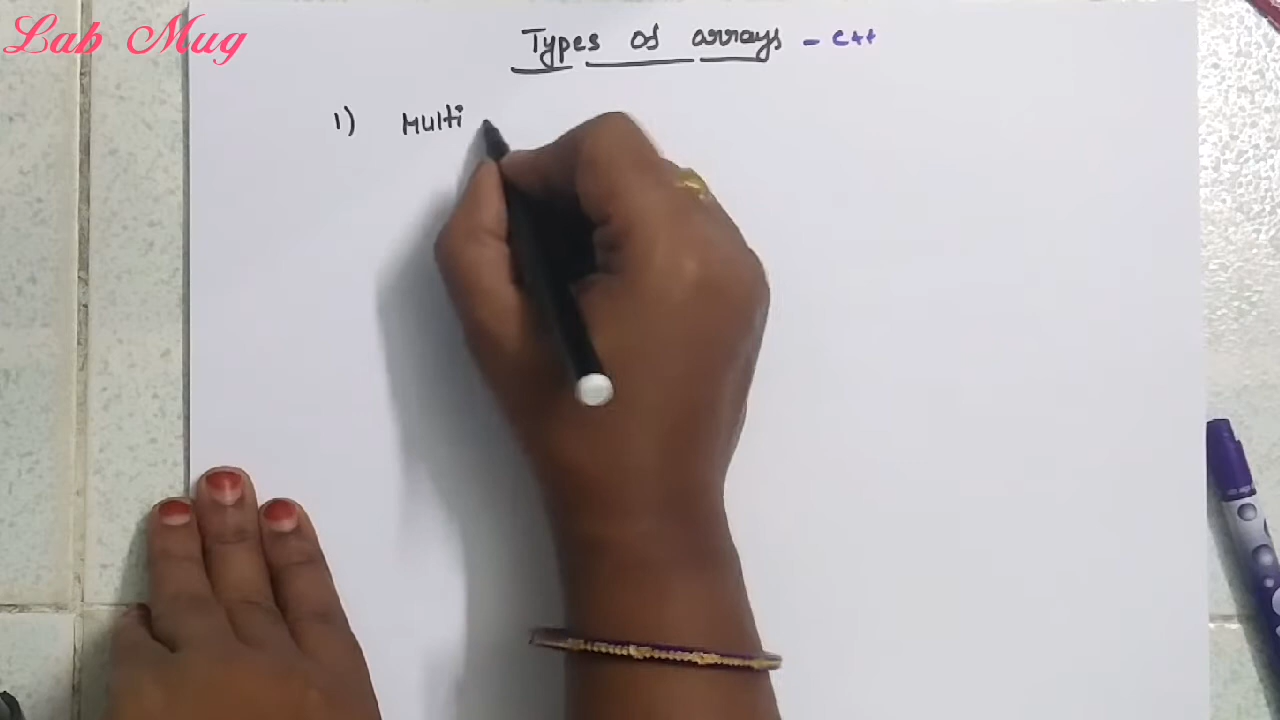 Lab Mug
Types of arrays - C++
1) Multi